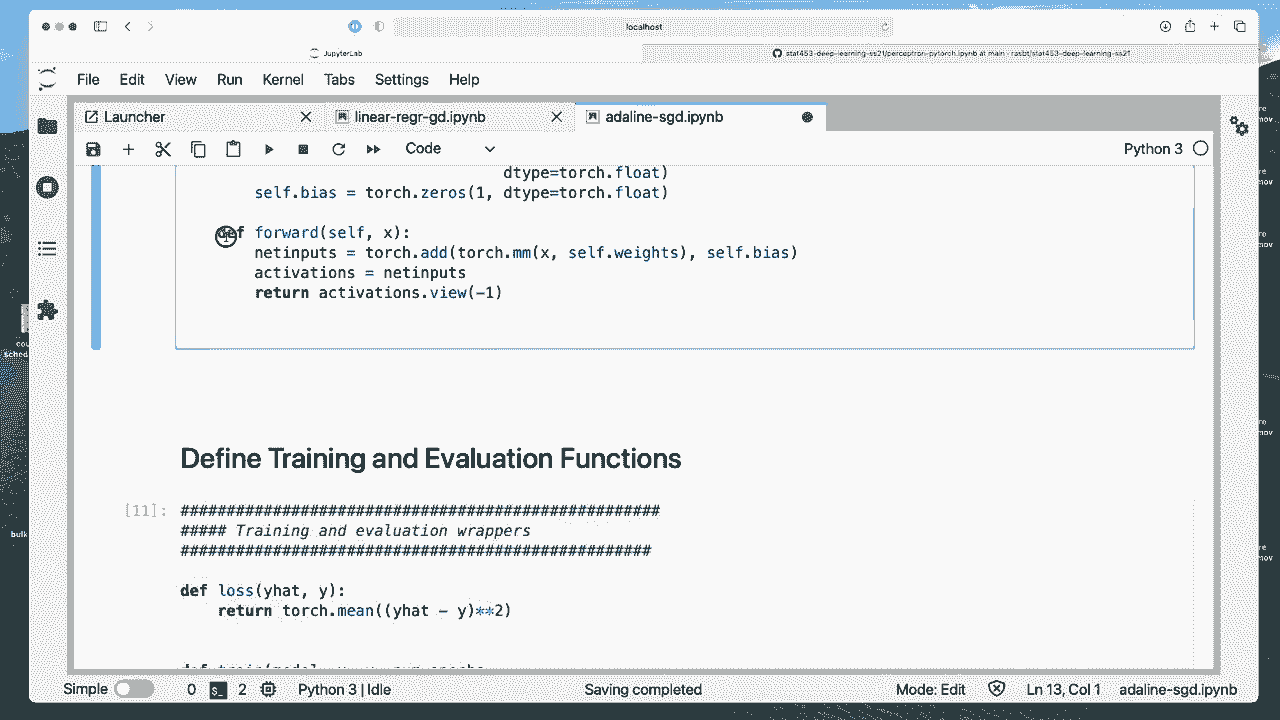 localhost
JupyterLab
stat453-deep-learning-ss21/perceptron-pytorch.ipynb at main · rasbt/stat453-deep-learning-ss21
File Edit View Run Kernel Tabs Settings Help
Launcher
linear-regr-gd.ipynb
adaline-sgd.ipynb
Code
Python 3
dtype=torch.float)
self.bias = torch.zeros(1, dtype=torch.float)
def forward(self, x):
netinputs = torch.add(torch.mm(x, self.weights), self.bias)
activations = netinputs
return activations.view(-1)
Define Training and Evaluation Functions
[11]: ####################################################
##### Training and evaluation wrappers
###################################################
def loss(yhat, y):
return torch.mean((yhat - y)**2)
Simple 0 2 Python 3 | Idle Saving completed Mode: Edit Ln 13, Col 1 adaline-sgd.ipynb